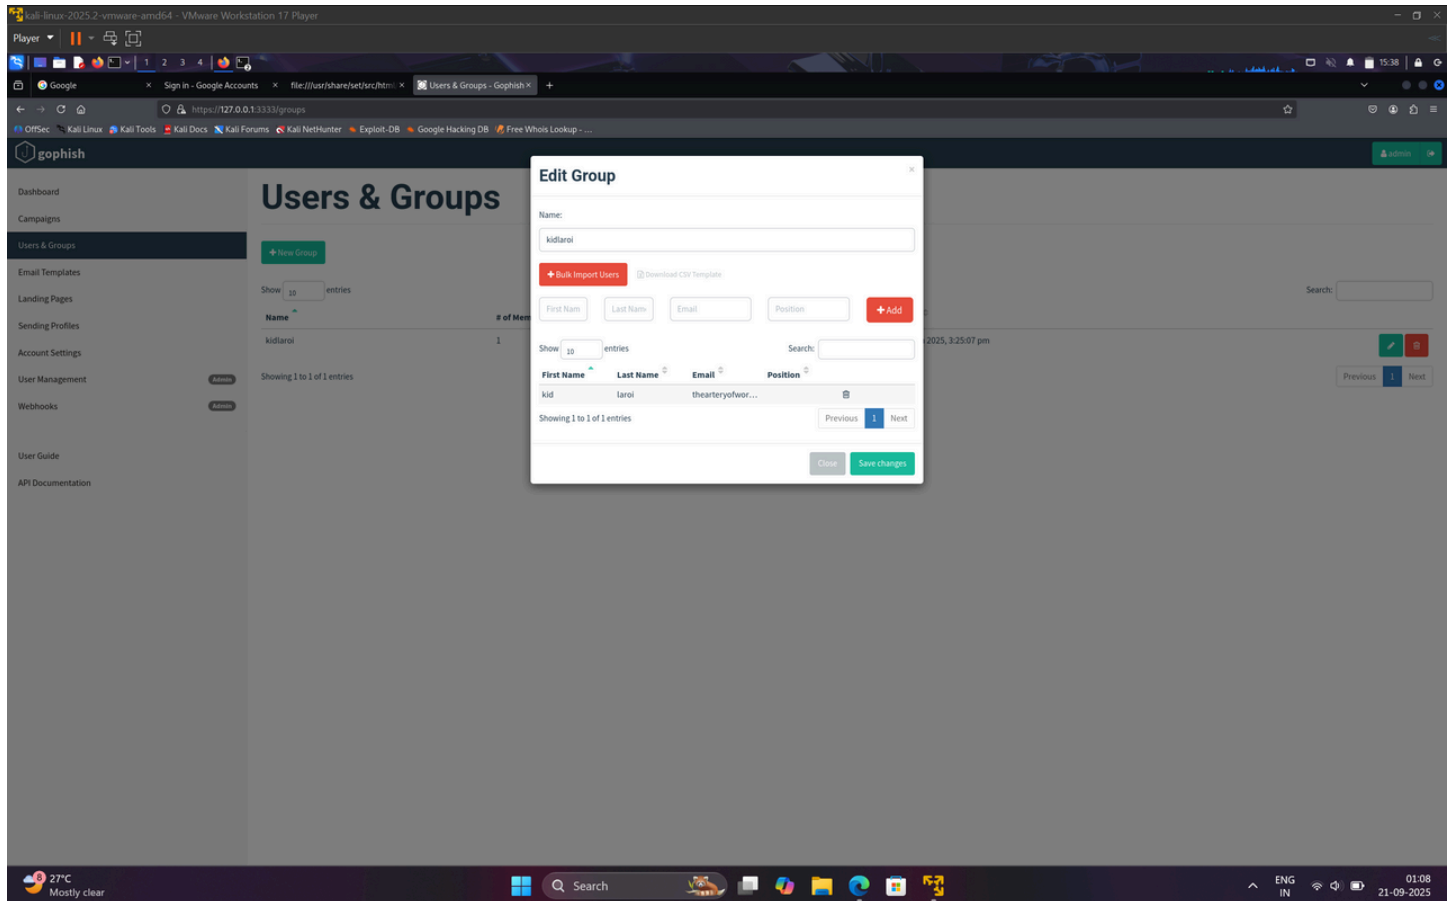 kali-linux-2025.2-vmware-amd64 - VMware Workstation 17 Player
Player
1 2 3 4
15:38
Google
Sign in - Google Accounts
file:///usr/share/set/src/html
Users & Groups - Gophish
https://127.0.0.1:3333/groups
OffSec Kali Linux Kali Tools Kali Docs Kali Forums Kali NetHunter Exploit-DB Google Hacking DB Free Whois Lookup - ...
gophish
admin
Dashboard
Campaigns
Users & Groups
Email Templates
Landing Pages
Sending Profiles
Account Settings
User Management Admin
Webhooks Admin
User Guide
API Documentation
Users & Groups
New Group
Show 10 entries
Search:
Name # of Mem
kidlaroi 1 2025, 3:25:07 pm
Showing 1 to 1 of 1 entries
Previous 1 Next
Edit Group
Name:
kidlaroi
Bulk Import Users Download CSV Template
First Nam Last Nam Email Position + Add
Show 10 entries Search:
First Name Last Name Email Position
kid laroi thearteryofwor...
Showing 1 to 1 of 1 entries Previous 1 Next
Close Save changes
8
27°C
Mostly clear
Search
ENG
IN
01:08
21-09-2025